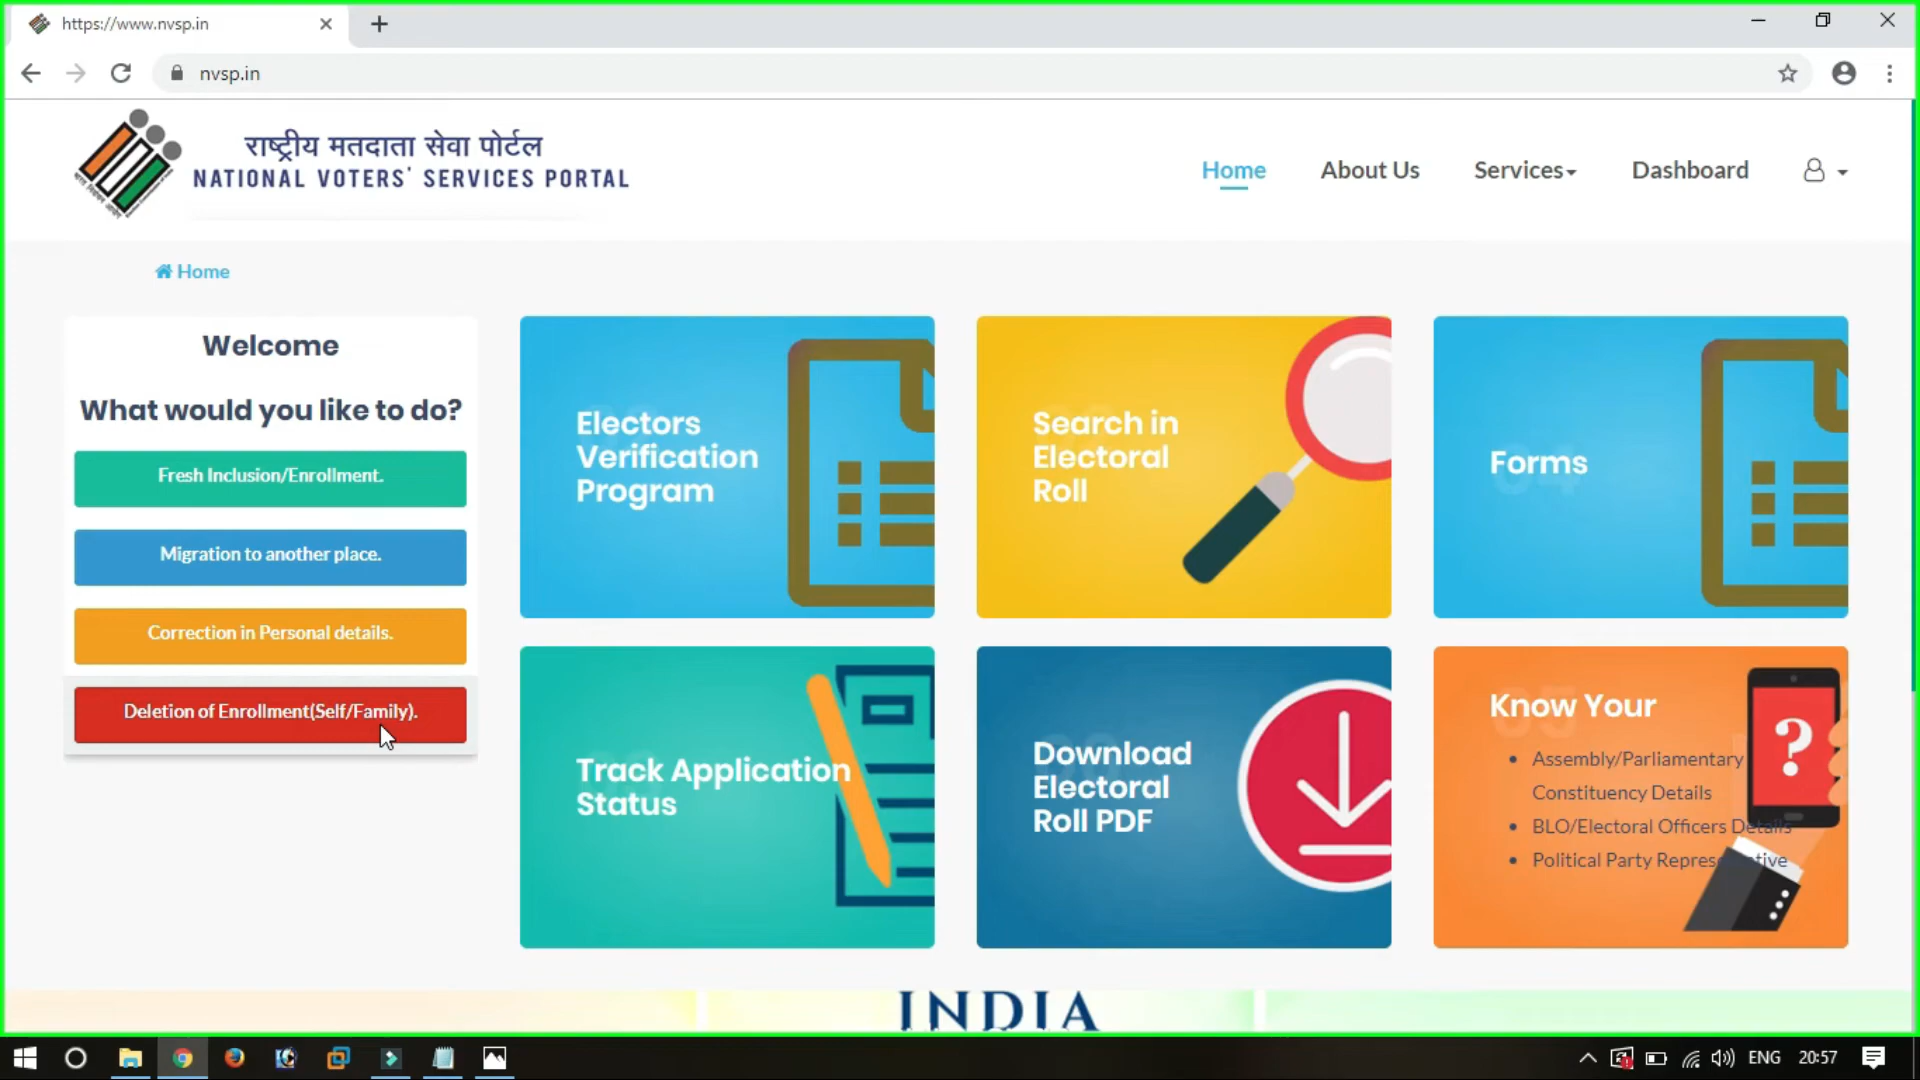 https://www.nvsp.in
nvsp.in
राष्ट्रीय मतदाता सेवा पोर्टल
NATIONAL VOTERS' SERVICES PORTAL
Home
About Us
Services
Dashboard
Home
Welcome
What would you like to do?
Fresh Inclusion/Enrollment.
Migration to another place.
Correction in Personal details.
Deletion of Enrollment(Self/Family).
Electors
Verification
Program
Search in
Electoral
Roll
Forms
Track Application
Status
Download
Electoral
Roll PDF
Know Your
Assembly/Parliamentary
Constituency Details
BLO/Electoral Officers Details
Political Party Representative
INDIA
ENG
20:57